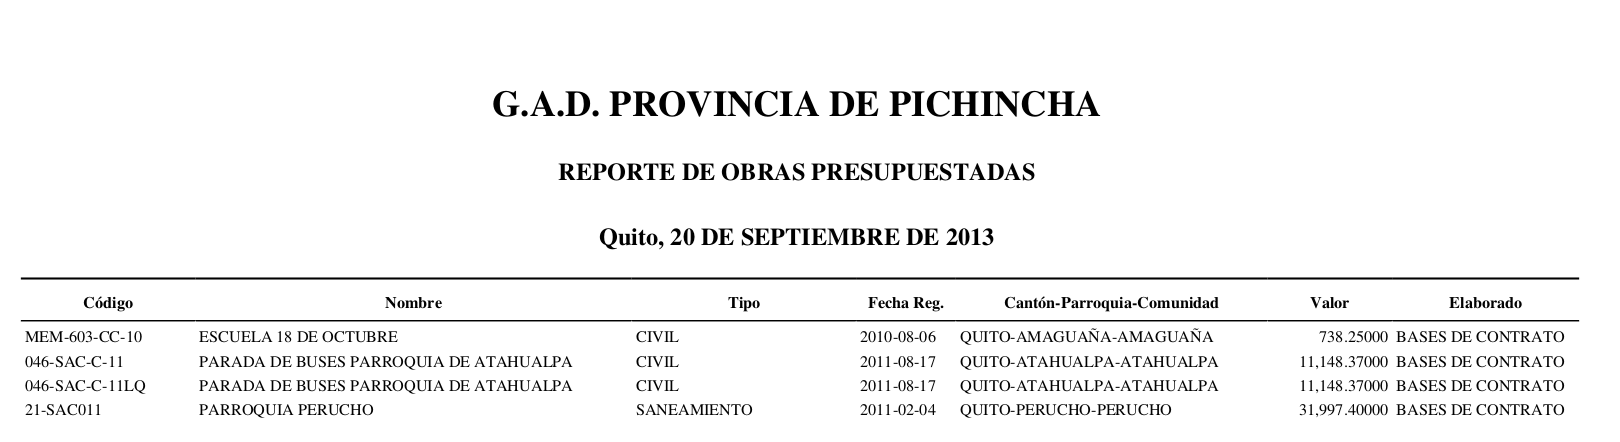 G.A.D. PROVINCIA DE PICHINCHA
REPORTE DE OBRAS PRESUPUESTADAS
Quito, 20 DE SEPTIEMBRE DE 2013
Código Nombre Tipo Fecha Reg. Cantón-Parroquia-Comunidad Valor Elaborado
MEM-603-CC-10 ESCUELA 18 DE OCTUBRE CIVIL 2010-08-06 QUITO-AMAGUAÑA-AMAGUAÑA 738.25000 BASES DE CONTRATO
046-SAC-C-11 PARADA DE BUSES PARROQUIA DE ATAHUALPA CIVIL 2011-08-17 QUITO-ATAHUALPA-ATAHUALPA 11,148.37000 BASES DE CONTRATO
046-SAC-C-11LQ PARADA DE BUSES PARROQUIA DE ATAHUALPA CIVIL 2011-08-17 QUITO-ATAHUALPA-ATAHUALPA 11,148.37000 BASES DE CONTRATO
21-SAC011 PARROQUIA PERUCHO SANEAMIENTO 2011-02-04 QUITO-PERUCHO-PERUCHO 31,997.40000 BASES DE CONTRATO